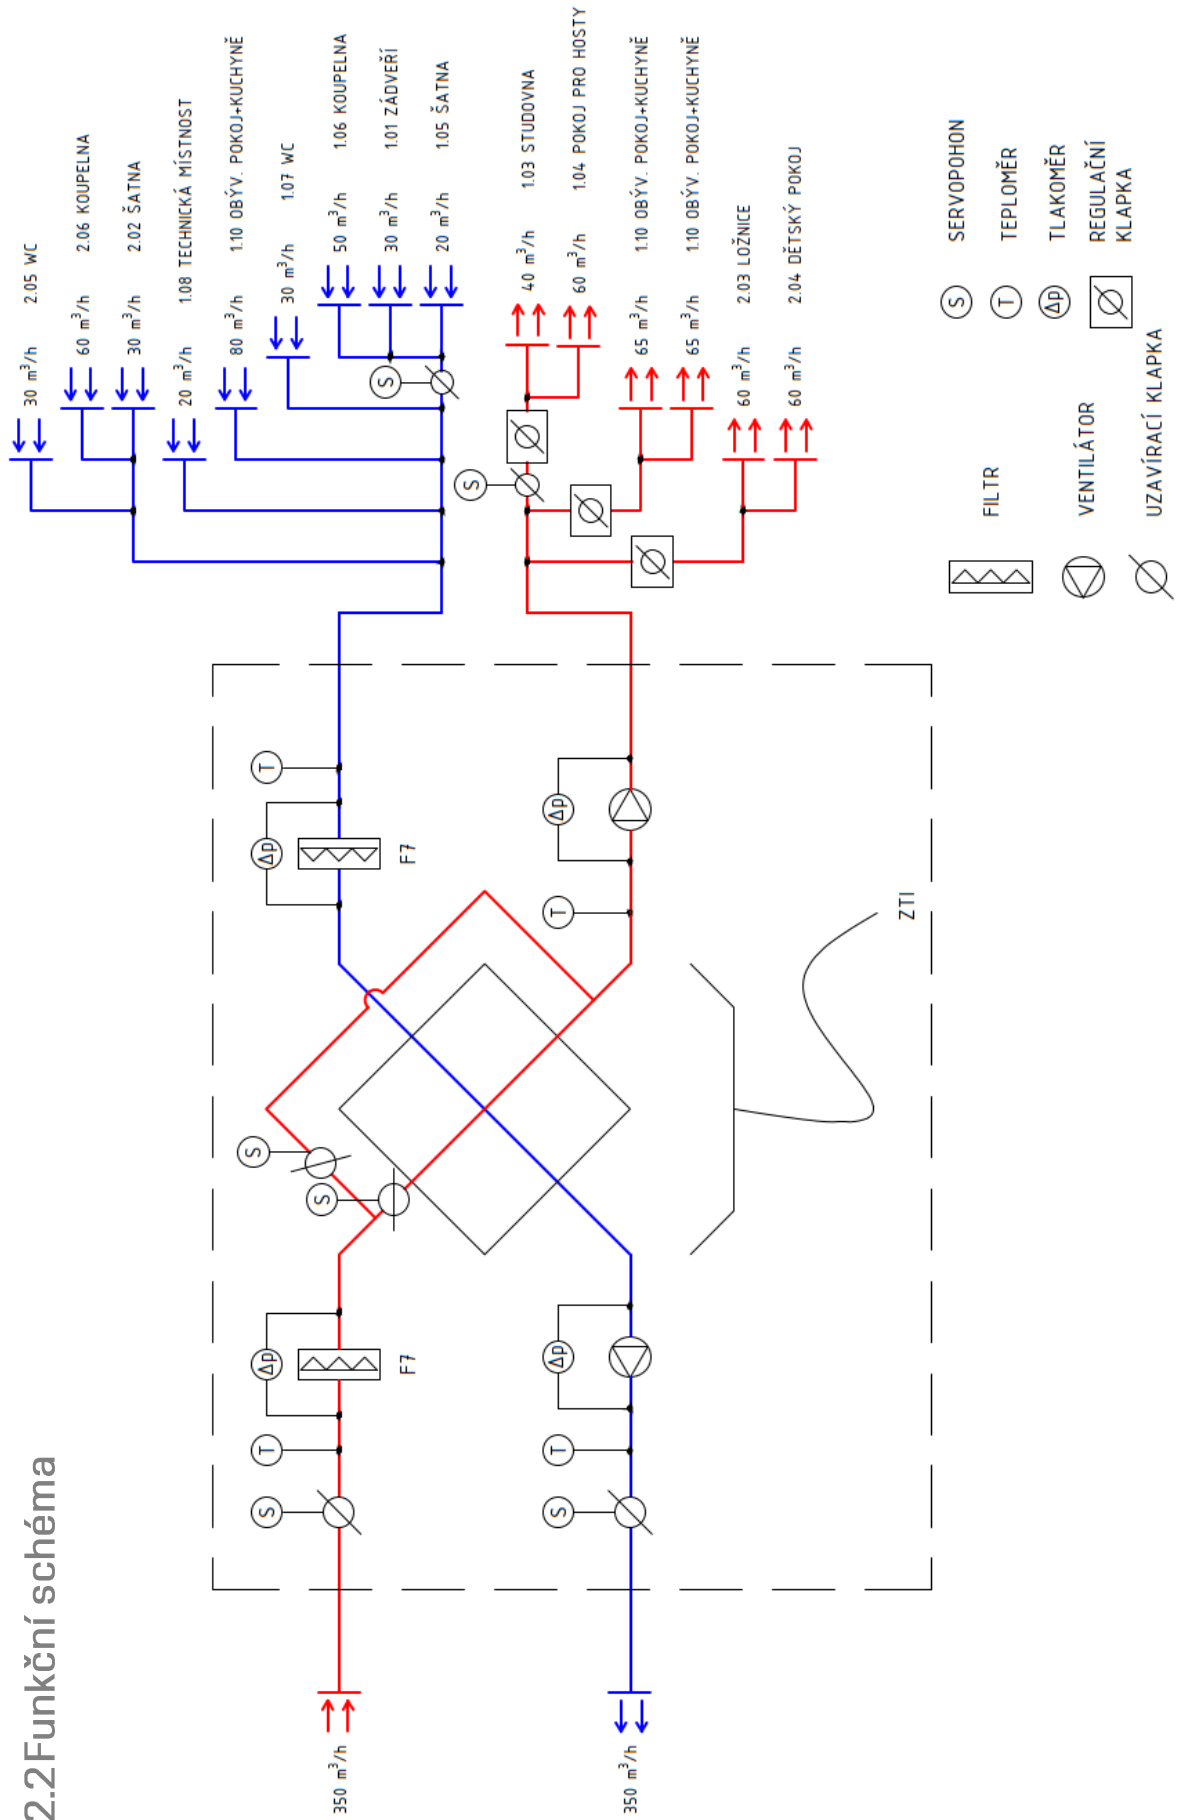 2.2 Funkční schéma
30 m³/h 2.05 WC
60 m³/h 2.06 KOUPELNA
30 m³/h 2.02 ŠATNA
20 m³/h 1.08 TECHNICKÁ MÍSTNOST
80 m³/h 1.10 OBÝV. POKOJ+KUCHYNĚ
30 m³/h 1.07 WC
50 m³/h 1.06 KOUPELNA
30 m³/h 1.01 ZÁDVEŘÍ
20 m³/h 1.05 ŠATNA
40 m³/h 1.03 STUDOVNA
60 m³/h 1.04 POKOJ PRO HOSTY
65 m³/h 1.10 OBÝV. POKOJ+KUCHYNĚ
65 m³/h 1.10 OBÝV. POKOJ+KUCHYNĚ
60 m³/h 2.03 LOŽNICE
60 m³/h 2.04 DĚTSKÝ POKOJ
S
S
350 m³/h
S
T
Δp
F7
S
S
Δp
T
F7
350 m³/h
S
T
Δp
T
Δp
ZTI
FILTR
VENTILÁTOR
UZAVÍRACÍ KLAPKA
S SERVOPOHON
T TEPLOMĚR
Δp TLAKOMĚR
REGULAČNÍ
KLAPKA